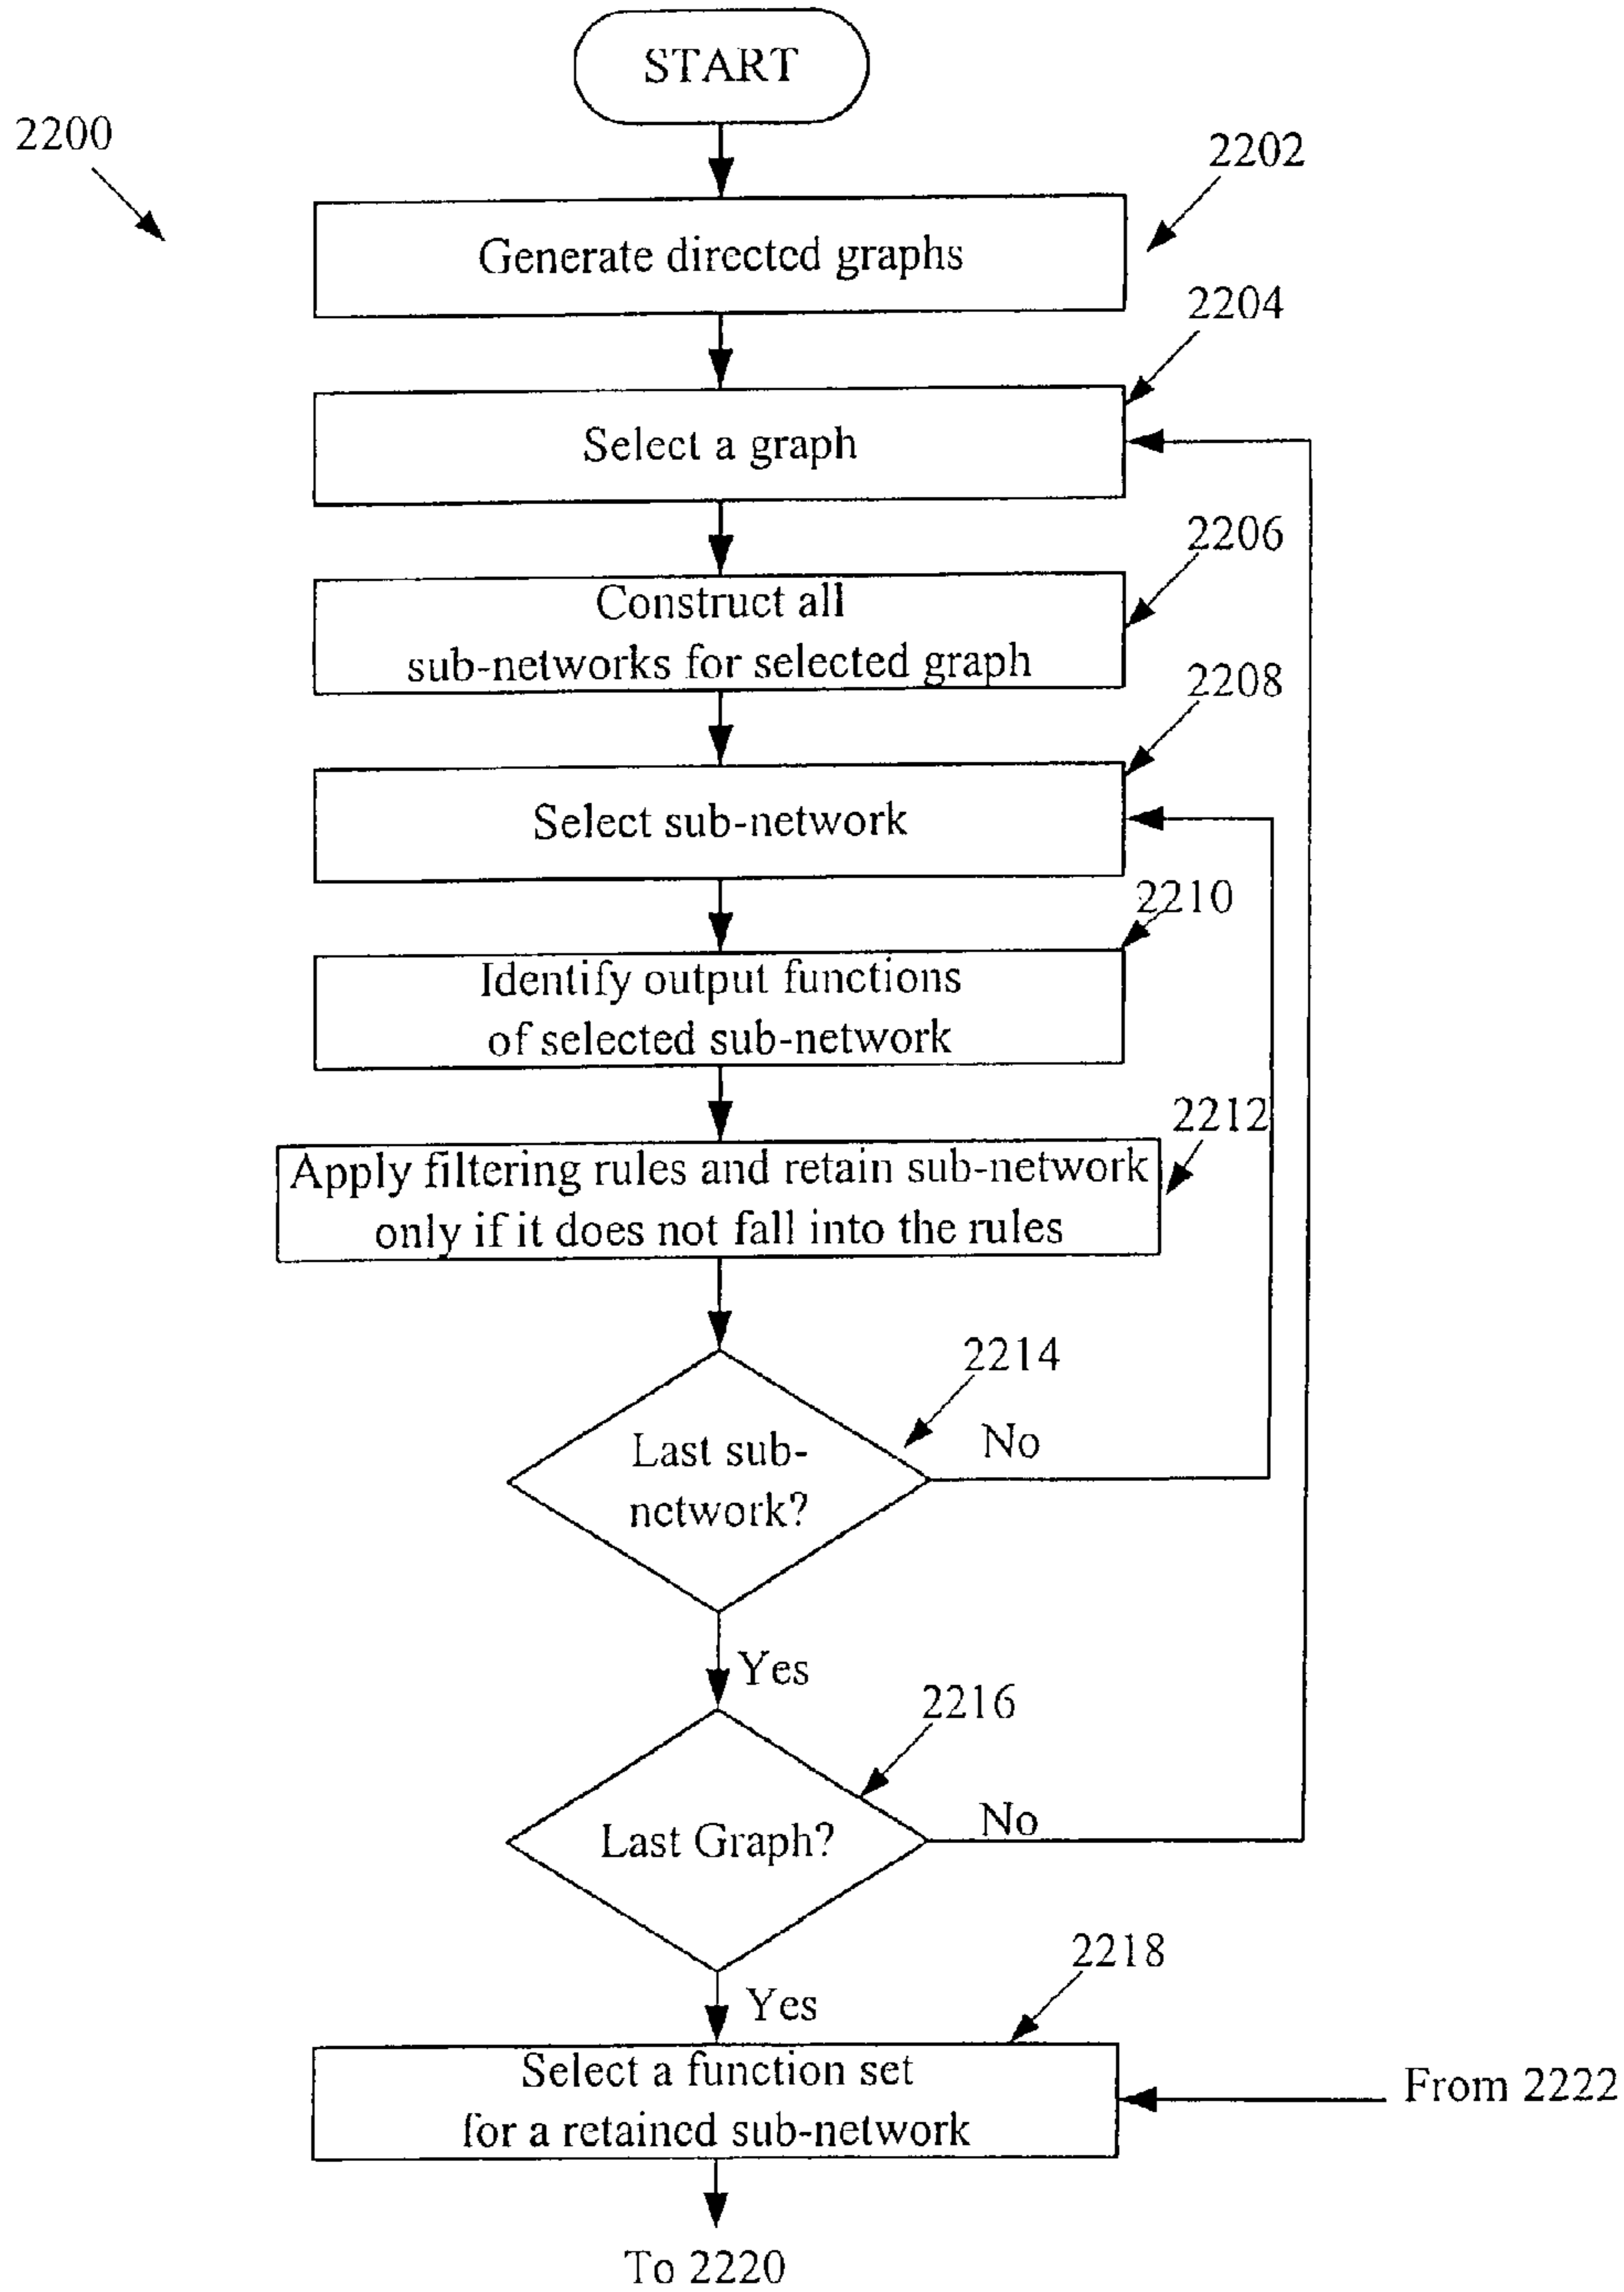 START
2200
2202
Generate directed graphs
2204
Select a graph
2206
Construct all
sub-networks for selected graph
2208
Select sub-network
2210
Identify output functions
of selected sub-network
2212
Apply filtering rules and retain sub-network
only if it does not fall into the rules
2214
Last sub-
network?
No
Yes
2216
Last Graph?
No
Yes
2218
Select a function set
for a retained sub-network
From 2222
To 2220